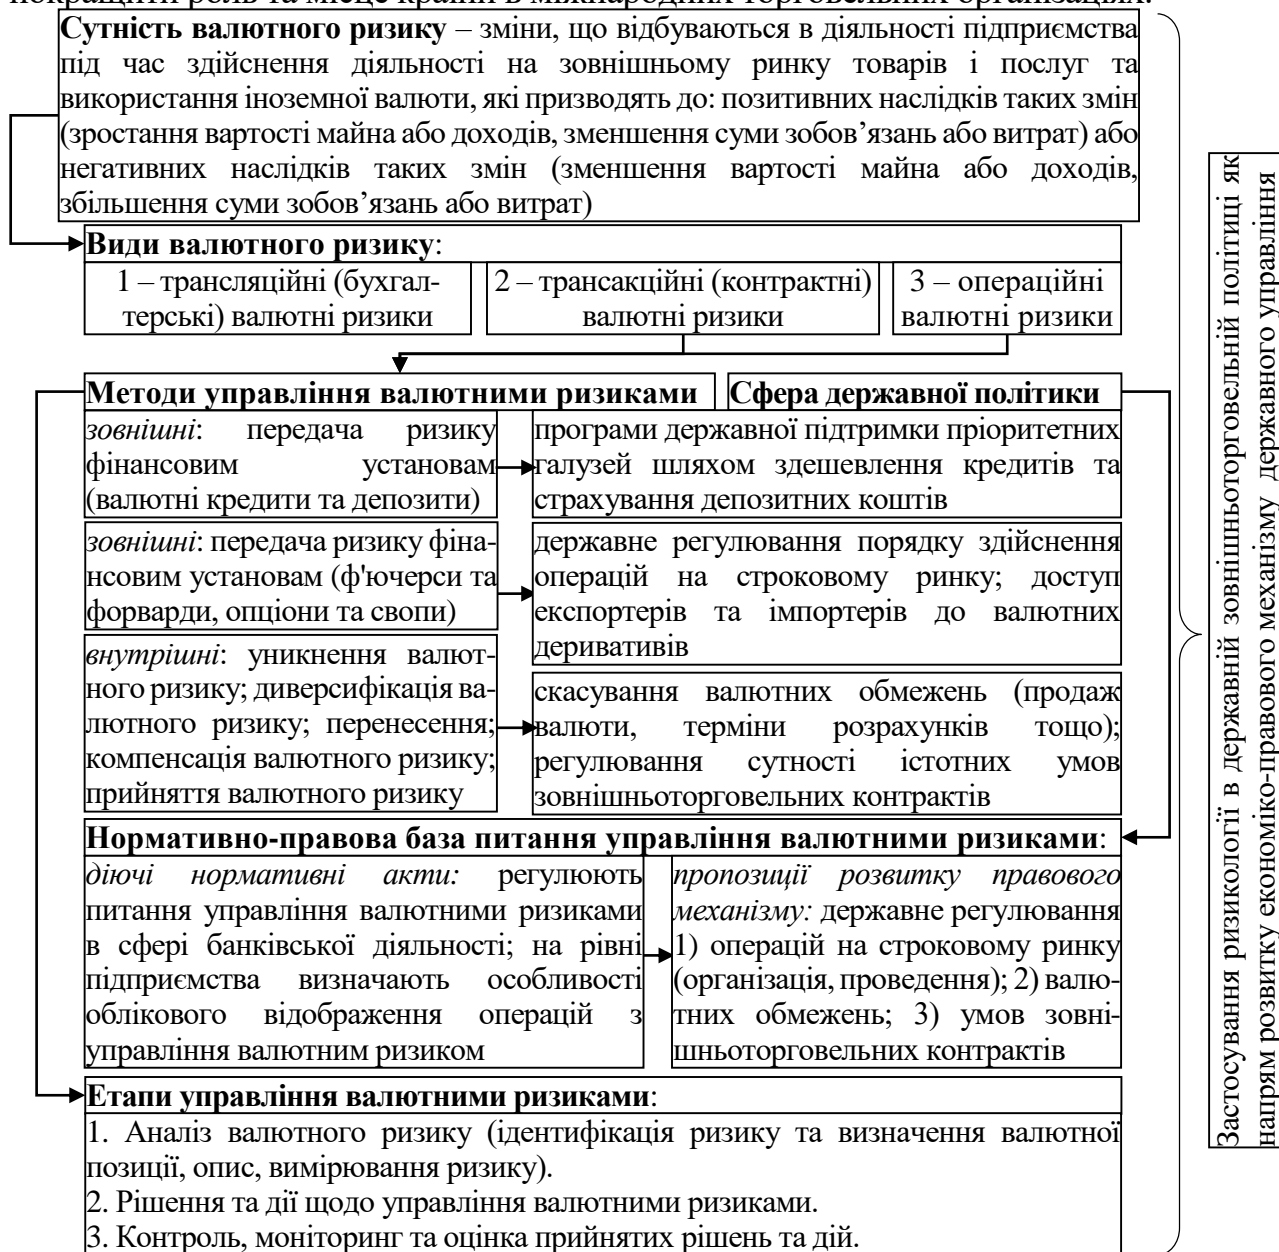 покращити роль та місце країни в міжнародних торговельних організаціях.
Сутність валютного ризику – зміни, що відбуваються в діяльності підприємства
під час здійснення діяльності на зовнішньому ринку товарів і послуг та
використання іноземної валюти, які призводять до: позитивних наслідків таких змін
(зростання вартості майна або доходів, зменшення суми зобов’язань або витрат) або
негативних наслідків таких змін (зменшення вартості майна або доходів,
збільшення суми зобов’язань або витрат)
Види валютного ризику:
1 – трансляційні (бухгал-
терські) валютні ризики
2 – трансакційні (контрактні)
валютні ризики
3 – операційні
валютні ризики
Методи управління валютними ризиками
Сфера державної політики
зовнішні: передача ризику
фінансовим установам
(валютні кредити та депозити)
програми державної підтримки пріоритетних
галузей шляхом здешевлення кредитів та
страхування депозитних коштів
зовнішні: передача ризику фіна-
нсовим установам (ф'ючерси та
форварди, опціони та свопи)
державне регулювання порядку здійснення
операцій на строковому ринку; доступ
експортерів та імпортерів до валютних
деривативів
внутрішні: уникнення валют-
ного ризику; диверсифікація ва-
лютного ризику; перенесення;
компенсація валютного ризику;
прийняття валютного ризику
скасування валютних обмежень (продаж
валюти, терміни розрахунків тощо);
регулювання сутності істотних умов
зовнішньоторговельних контрактів
Нормативно-правова база питання управління валютними ризиками:
діючі нормативні акти: регулюють
питання управління валютними ризиками
в сфері банківської діяльності; на рівні
підприємства визначають особливості
облікового відображення операцій з
управління валютним ризиком
пропозиції розвитку правового
механізму: державне регулювання
1) операцій на строковому ринку
(організація, проведення); 2) валю-
тних обмежень; 3) умов зовні-
шньоторговельних контрактів
Етапи управління валютними ризиками:
1. Аналіз валютного ризику (ідентифікація ризику та визначення валютної
позиції, опис, вимірювання ризику).
2. Рішення та дії щодо управління валютними ризиками.
3. Контроль, моніторинг та оцінка прийнятих рішень та дій.
Застосування ризикології в державній зовнішньоторговельній політиці як
напрям розвитку економіко-правового механізму державного управління